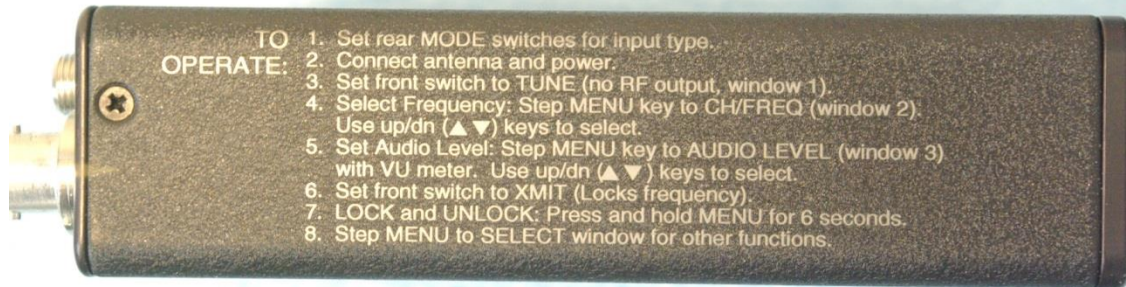 TO OPERATE:
1. Set rear MODE switches for input type.
2. Connect antenna and power.
3. Set front switch to TUNE (no RF output, window 1).
4. Select Frequency: Step MENU key to CH/FREQ (window 2).
Use up/dn (▲ ▼) keys to select.
5. Set Audio Level: Step MENU key to AUDIO LEVEL (window 3)
with VU meter. Use up/dn (▲ ▼) keys to select.
6. Set front switch to XMIT (Locks frequency).
7. LOCK and UNLOCK: Press and hold MENU for 6 seconds.
8. Step MENU to SELECT window for other functions.